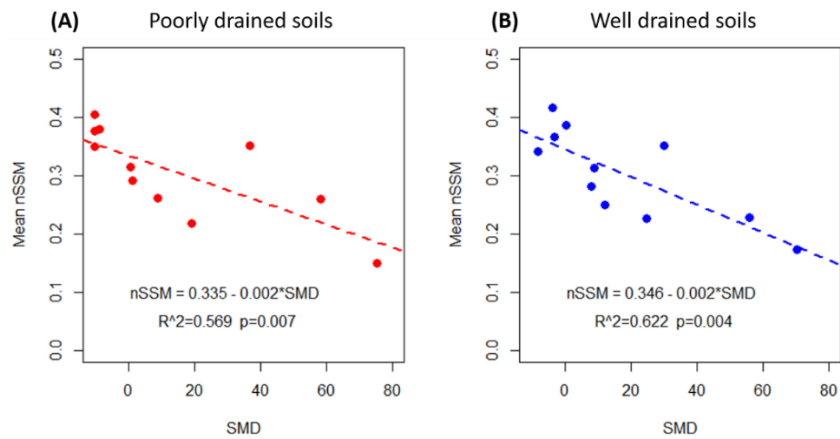 (A) Poorly drained soils
0.5
0.4
0.3
0.2
0.1
0.0
Mean nSSM
nSSM = 0.335 - 0.002*SMD
R^2=0.569 p=0.007
0 20 40 60 80
SMD
(B) Well drained soils
0.5
0.4
0.3
0.2
0.1
0.0
Mean nSSM
nSSM = 0.346 - 0.002*SMD
R^2=0.622 p=0.004
0 20 40 60 80
SMD